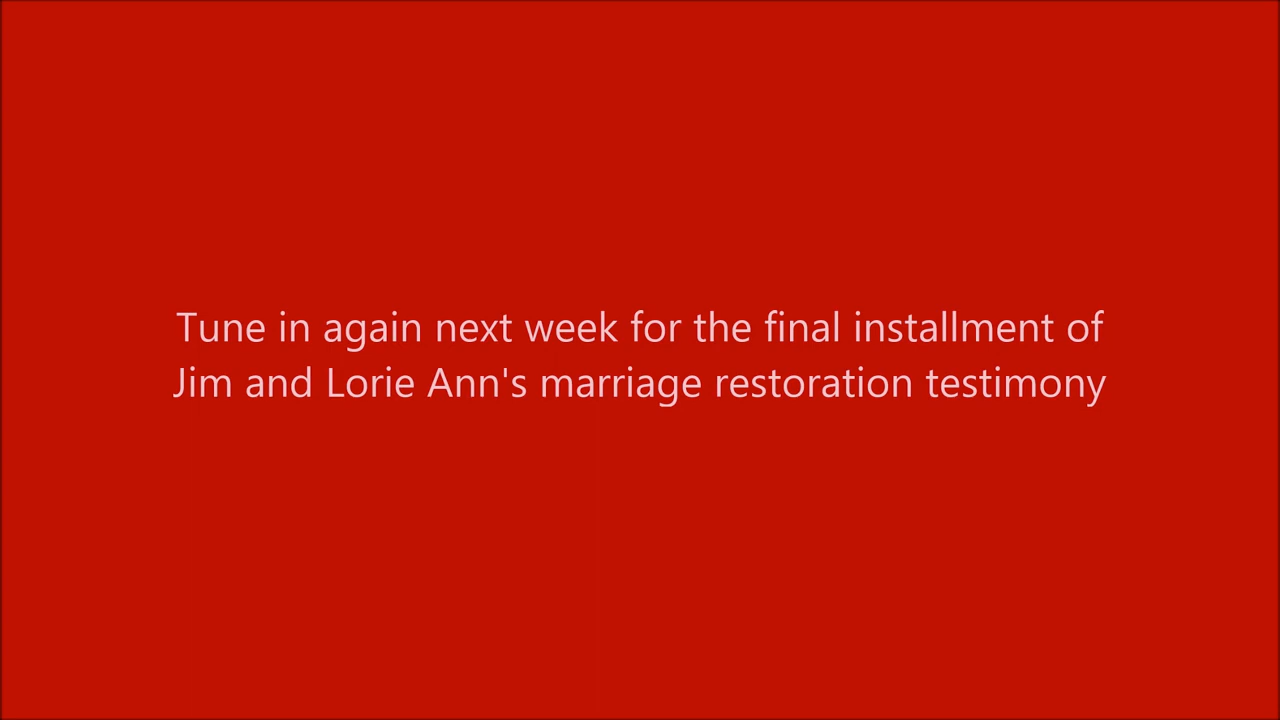 Tune in again next week for the final installment of
Jim and Lorie Ann's marriage restoration testimony